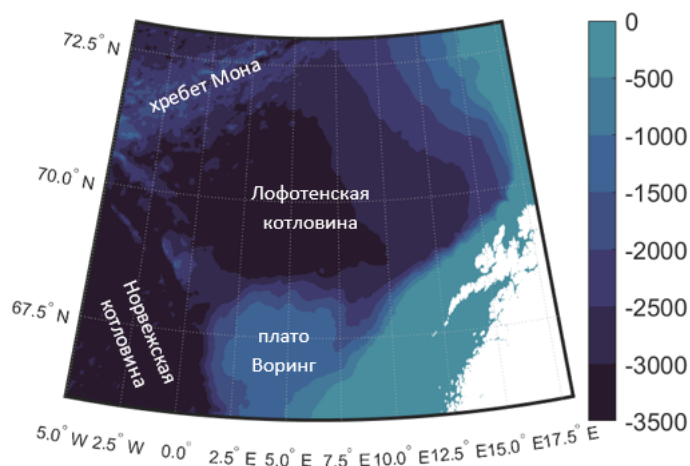 72.5° N
70.0° N
67.5° N
хребет Мона
Лофотенская
котловина
Норвежская
котловина
плато
Воринг
5.0° W 2.5° W 0.0° 2.5° E 5.0° E 7.5° E 10.0° E 12.5° E 15.0° E 17.5° E
0
-500
-1000
-1500
-2000
-2500
-3000
-3500